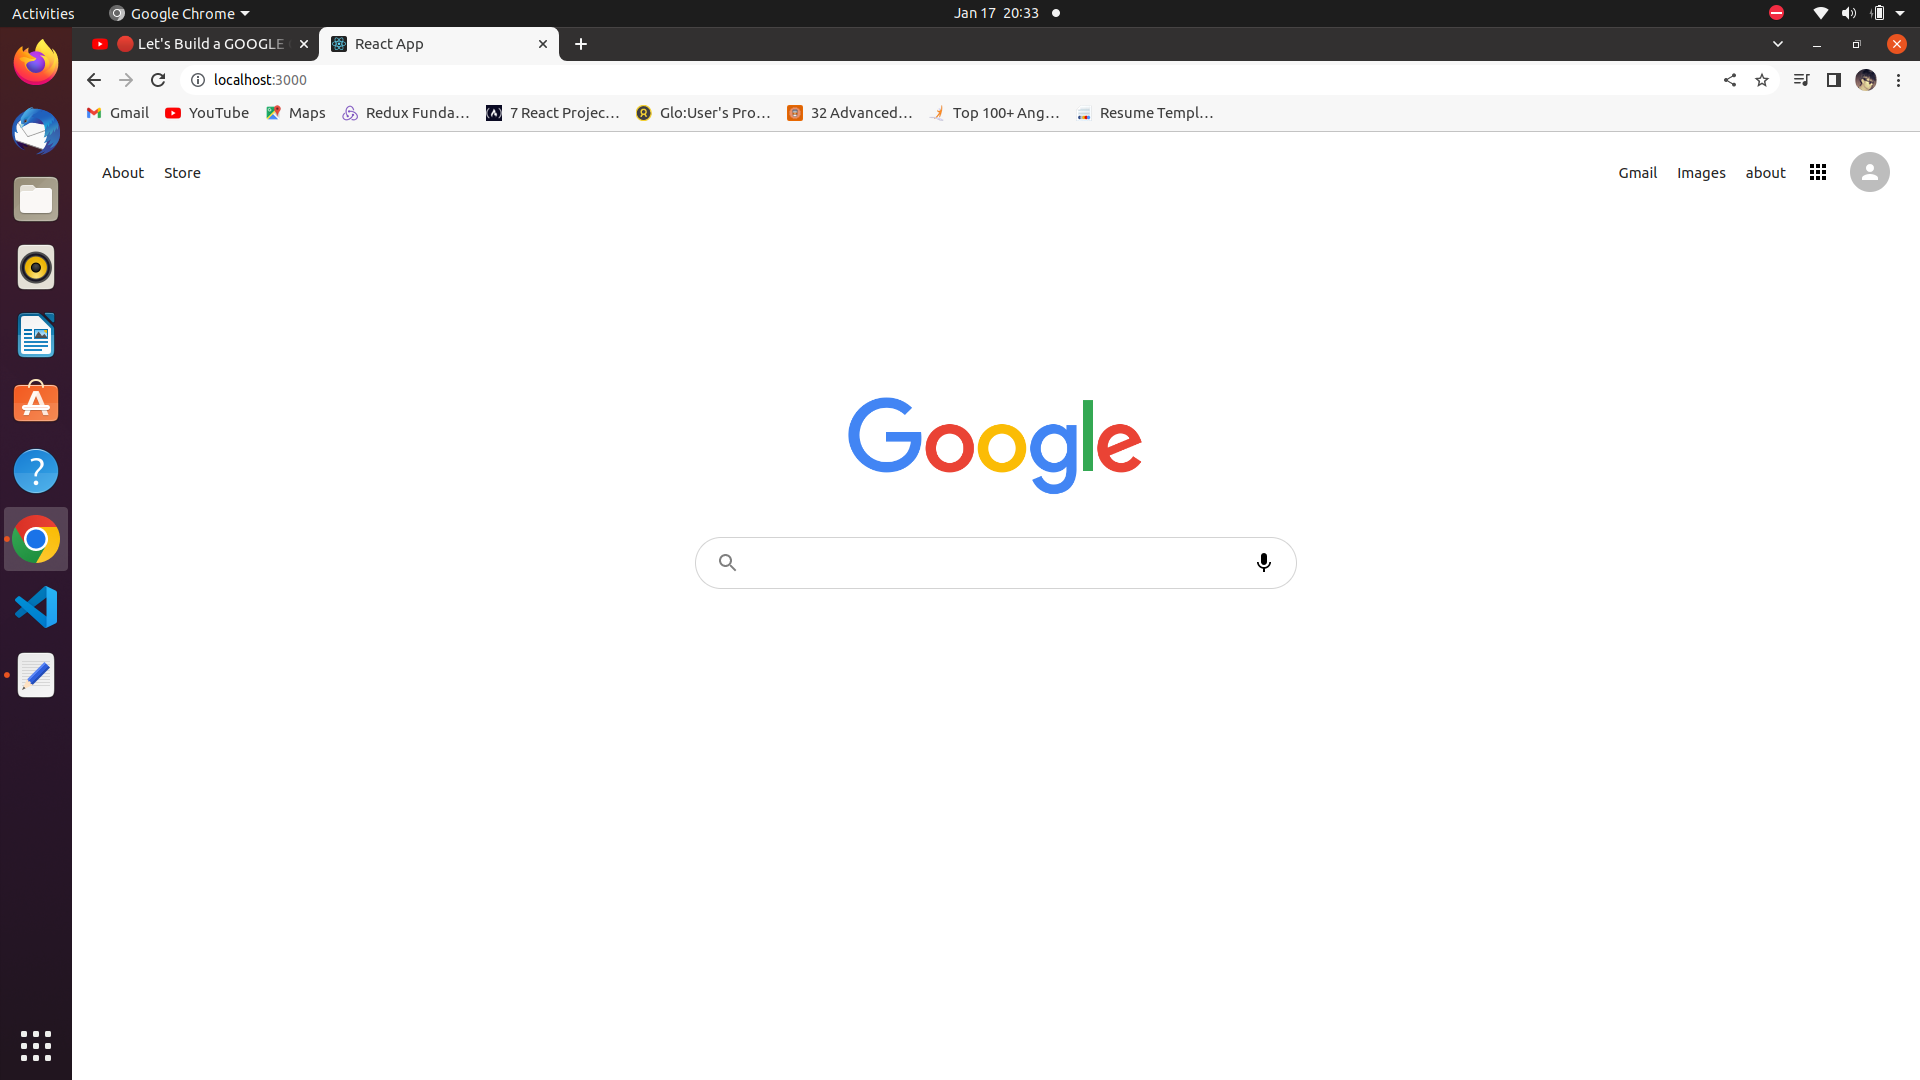 Activities Google Chrome Jan 17 20:33
Let's Build a GOOGLE React App
localhost:3000
Gmail YouTube Maps Redux Funda… 7 React Projec… Glo:User's Pro… 32 Advanced… Top 100+ Ang… Resume Templ…
About Store Gmail Images about
Google